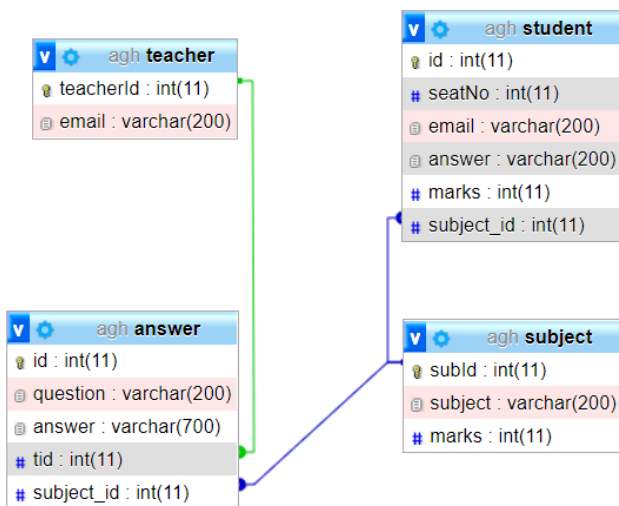 v agh teacher
teacherId : int(11)
email : varchar(200)
v agh student
id : int(11)
# seatNo : int(11)
email : varchar(200)
answer : varchar(200)
# marks : int(11)
# subject_id : int(11)
v agh answer
id : int(11)
question : varchar(200)
answer : varchar(700)
# tid : int(11)
# subject_id : int(11)
v agh subject
subId : int(11)
subject : varchar(200)
# marks : int(11)